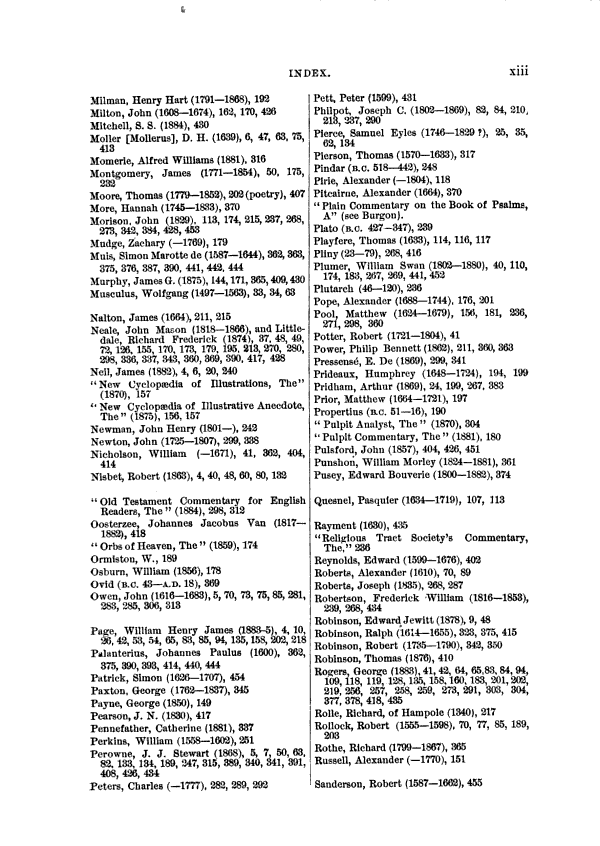 INDEX. xiii
Milman, Henry Hart (1791—1868), 192
Milton, John (1608—1674), 162, 170, 426
Mitchell, S. S. (1884), 430
Moller [Mollerus], D. H. (1639), 6, 47, 63, 75,
413
Momerie, Alfred Williams (1881), 316
Montgomery, James (1771—1854), 50, 175,
232
Moore, Thomas (1779—1852), 202 (poetry), 407
More, Hannah (1745—1833), 370
Morison, John (1829), 113, 174, 215, 237, 268,
273, 342, 384, 428, 453
Mudge, Zachary (—1769), 179
Muis, Simon Marotte de (1587—1644), 362, 363,
375, 376, 387, 390, 441, 442, 444
Murphy, James G. (1875), 144, 171, 365, 409, 430
Musculus, Wolfgang (1497—1563), 33, 34, 63
Nalton, James (1664), 211, 215
Neale, John Mason (1818—1866), and Little-
dale, Richard Frederick (1874), 37, 48, 49,
72, 126, 155, 170, 173, 179, 195, 213, 270, 280,
298, 336, 337, 343, 360, 369, 390, 417, 428
Neil, James (1882), 4, 6, 20, 240
"New Cyclopædia of Illustrations, The"
(1870), 157
"New Cyclopædia of Illustrative Anecdote,
The" (1875), 156, 157
Newman, John Henry (1801—), 242
Newton, John (1725—1807), 299, 338
Nicholson, William (—1671), 41, 362, 404,
414
Nisbet, Robert (1863), 4, 40, 48, 60, 80, 132
"Old Testament Commentary for English
Readers, The" (1884), 298, 312
Oosterzee, Johannes Jacobus Van (1817—
1882), 418
"Orbs of Heaven, The" (1859), 174
Ormiston, W., 189
Osburn, William (1856), 178
Ovid (B.C. 43—A.D. 18), 369
Owen, John (1616—1683), 5, 70, 73, 75, 85, 281,
283, 285, 306, 313
Page, William Henry James (1883-5), 4, 10,
26, 42, 53, 54, 65, 83, 85, 94, 135, 158, 202, 218
Palanterius, Johannes Paulus (1600), 362,
375, 390, 393, 414, 440, 444
Patrick, Simon (1626—1707), 454
Paxton, George (1762—1837), 345
Payne, George (1850), 149
Pearson, J. N. (1830), 417
Pennefather, Catherine (1881), 337
Perkins, William (1558—1602), 251
Perowne, J. J. Stewart (1868), 5, 7, 50, 63,
82, 133, 134, 189, 247, 315, 389, 340, 341, 391,
408, 426, 434
Peters, Charles (—1777), 282, 289, 292
Pett, Peter (1599), 431
Philpot, Joseph C. (1802—1869), 82, 84, 210,
213, 237, 290
Pierce, Samuel Eyles (1746—1829 ?), 25, 35,
62, 134
Pierson, Thomas (1570—1633), 317
Pindar (B.C. 518—442), 248
Pirie, Alexander (—1804), 118
Pitcairne, Alexander (1664), 370
"Plain Commentary on the Book of Psalms,
A" (see Burgon).
Plato (B.C. 427—347), 239
Playfere, Thomas (1633), 114, 116, 117
Pliny (23—79), 268, 416
Plumer, William Swan (1802—1880), 40, 110,
174, 183, 267, 269, 441, 452
Plutarch (46—120), 236
Pope, Alexander (1688—1744), 176, 201
Pool, Matthew (1624—1679), 156, 181, 236,
271, 298, 360
Potter, Robert (1721—1804), 41
Power, Philip Bennett (1862), 211, 360, 363
Pressensé, E. De (1869), 299, 341
Prideaux, Humphrey (1648—1724), 194, 199
Pridham, Arthur (1869), 24, 199, 267, 383
Prior, Matthew (1664—1721), 197
Propertius (B.C. 51—16), 190
"Pulpit Analyst, The" (1870), 304
"Pulpit Commentary, The" (1881), 180
Pulsford, John (1857), 404, 426, 451
Punshon, William Morley (1824—1881), 361
Pusey, Edward Bouverie (1800—1882), 374
Quesnel, Pasquier (1634—1719), 107, 113
Rayment (1630), 435
"Religious Tract Society's Commentary,
The," 236
Reynolds, Edward (1599—1676), 402
Roberts, Alexander (1610), 70, 89
Roberts, Joseph (1835), 268, 287
Robertson, Frederick William (1816—1853),
239, 268, 434
Robinson, Edward Jewitt (1878), 9, 48
Robinson, Ralph (1614—1655), 323, 375, 415
Robinson, Robert (1735—1790), 342, 350
Robinson, Thomas (1876), 410
Rogers, George (1883), 41, 42, 64, 65, 83, 84, 94,
109, 118, 119, 128, 135, 158, 160, 183, 201, 202,
219, 256, 257, 258, 259, 273, 291, 303, 304,
377, 378, 418, 435
Rolle, Richard, of Hampole (1340), 217
Rollock, Robert (1555—1598), 70, 77, 85, 189,
203
Rothe, Richard (1799—1867), 365
Russell, Alexander (—1770), 151
Sanderson, Robert (1587—1662), 455